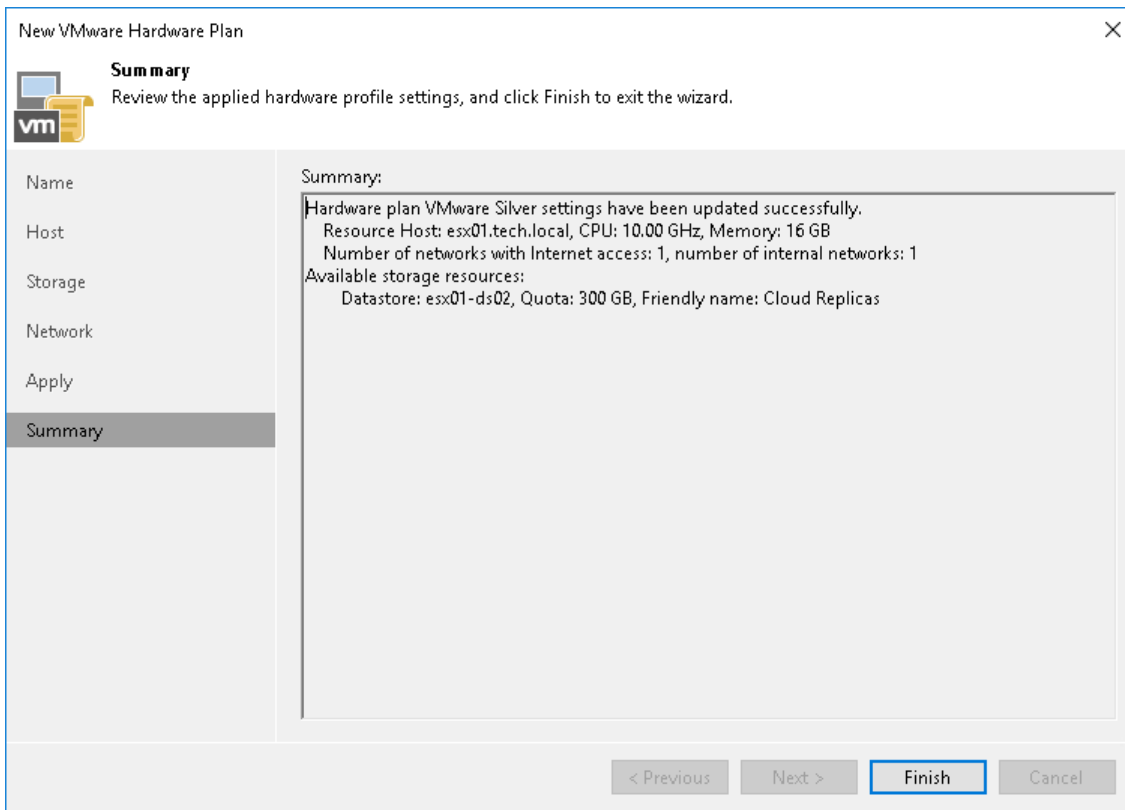 New VMware Hardware Plan
Summary
Review the applied hardware profile settings, and click Finish to exit the wizard.
vm
Name
Host
Storage
Network
Apply
Summary
Summary:
Hardware plan VMware Silver settings have been updated successfully.
Resource Host: esx01.tech.local, CPU: 10.00 GHz, Memory: 16 GB
Number of networks with Internet access: 1, number of internal networks: 1
Available storage resources:
Datastore: esx01-ds02, Quota: 300 GB, Friendly name: Cloud Replicas
< Previous
Next >
Finish
Cancel